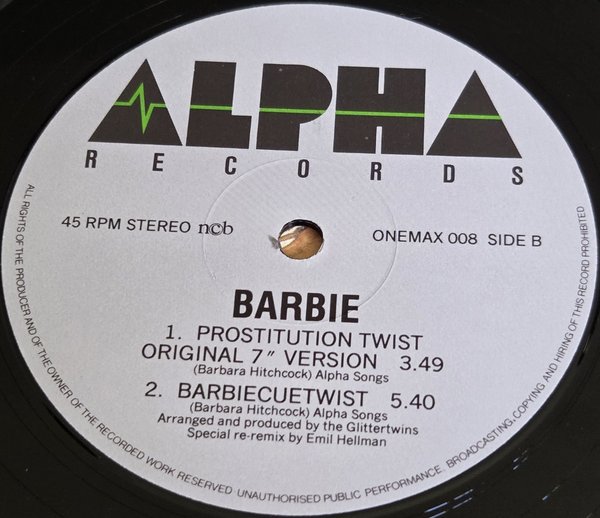 ALPHA
RECORDS
45 RPM STEREO ncb
ONEMAX 008 SIDE B
BARBIE
1. PROSTITUTION TWIST
ORIGINAL 7" VERSION 3.49
(Barbara Hitchcock) Alpha Songs
2. BARBIECUETWIST 5.40
(Barbara Hitchcock) Alpha Songs
Arranged and produced by the Glittertwins
Special re-remix by Emil Hellman
ALL RIGHTS OF THE PRODUCER AND OF THE OWNER OF THE RECORDED WORK RESERVED UNAUTHORISED PUBLIC PERFORMANCE. BROADCASTING, COPYING AND HIRING OF THIS RECORD PROHIBITED